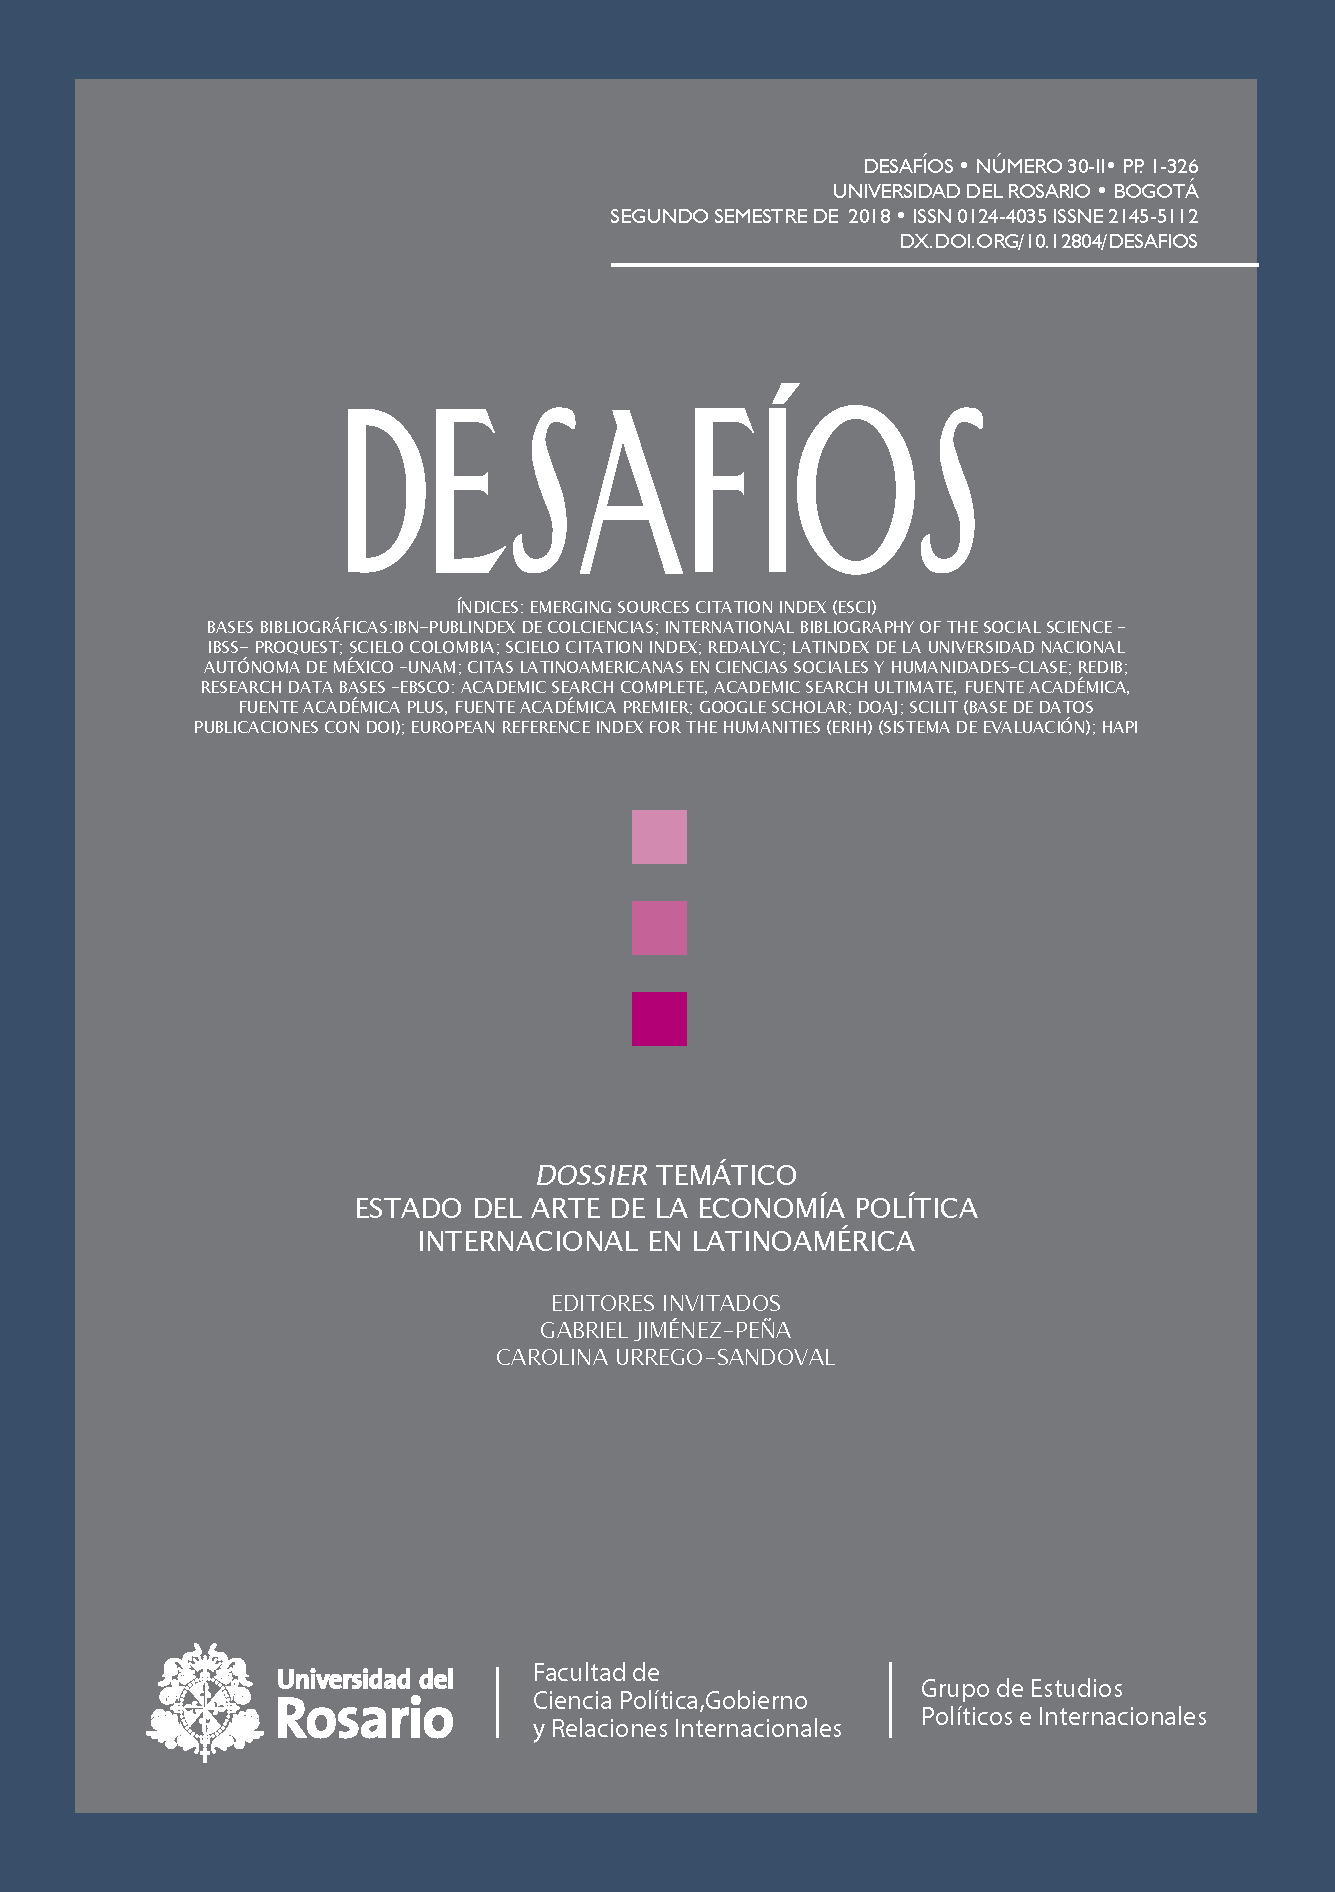 DESAFÍOS • NÚMERO 30-II• PP. 1-326
UNIVERSIDAD DEL ROSARIO • BOGOTÁ
SEGUNDO SEMESTRE DE 2018 • ISSN 0124-4035 ISSNE 2145-5112
DX.DOI.ORG/10.12804/DESAFIOS
DESAFÍOS
ÍNDICES: EMERGING SOURCES CITATION INDEX (ESCI)
BASES BIBLIOGRÁFICAS:IBN-PUBLINDEX DE COLCIENCIAS; INTERNATIONAL BIBLIOGRAPHY OF THE SOCIAL SCIENCE -
IBSS- PROQUEST; SCIELO COLOMBIA; SCIELO CITATION INDEX; REDALYC; LATINDEX DE LA UNIVERSIDAD NACIONAL
AUTÓNOMA DE MÉXICO -UNAM; CITAS LATINOAMERICANAS EN CIENCIAS SOCIALES Y HUMANIDADES-CLASE; REDIB;
RESEARCH DATA BASES -EBSCO: ACADEMIC SEARCH COMPLETE, ACADEMIC SEARCH ULTIMATE, FUENTE ACADÉMICA,
FUENTE ACADÉMICA PLUS, FUENTE ACADÉMICA PREMIER; GOOGLE SCHOLAR; DOAJ; SCILIT (BASE DE DATOS
PUBLICACIONES CON DOI); EUROPEAN REFERENCE INDEX FOR THE HUMANITIES (ERIH) (SISTEMA DE EVALUACIÓN); HAPI
DOSSIER TEMÁTICO
ESTADO DEL ARTE DE LA ECONOMÍA POLÍTICA
INTERNACIONAL EN LATINOAMÉRICA
EDITORES INVITADOS
GABRIEL JIMÉNEZ-PEÑA
CAROLINA URREGO-SANDOVAL
Universidad del
Rosario
Facultad de
Ciencia Política,Gobierno
y Relaciones Internacionales
Grupo de Estudios
Políticos e Internacionales